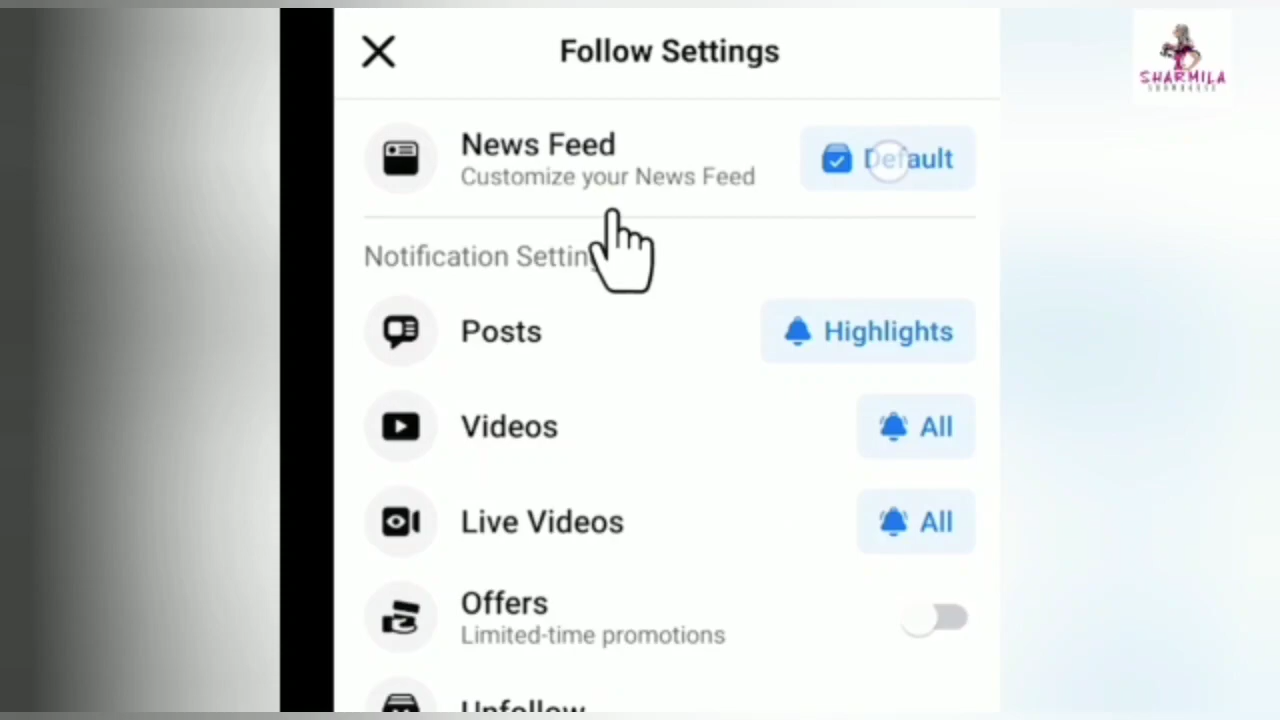 Follow Settings
News Feed
Customize your News Feed
Default
Notification Settin
Posts
Highlights
Videos
All
Live Videos
All
Offers
Limited-time promotions
Unfollow
SHARMILA